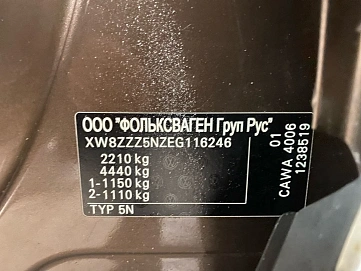 ООО "ФОЛЬКСВАГЕН Груп Рус"
XW8ZZZ5NZEG116246
2210 kg
4440 kg
1-1150 kg
2-1110 kg
TYP 5N
01
CAWA 4006
1238519